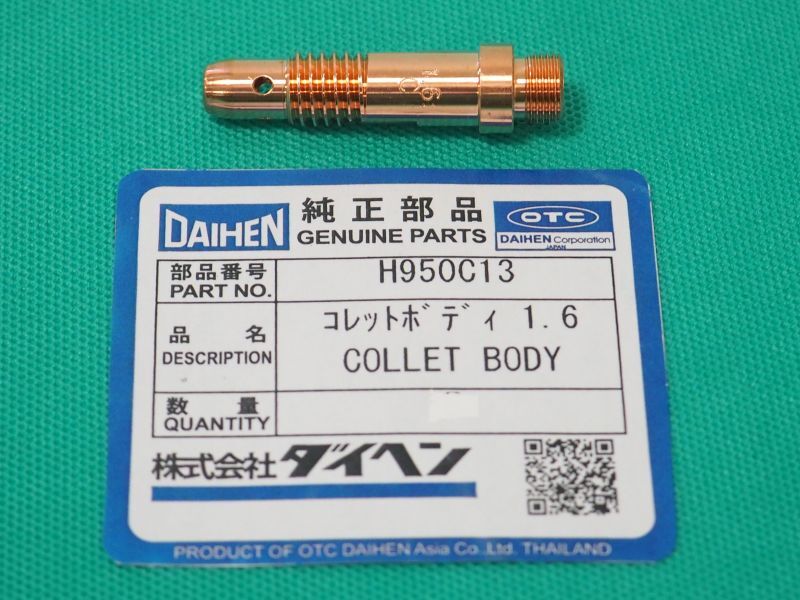 1.6
C
DAIHEN
純正部品
GENUINE PARTS
OTC
DAIHEN Corporation
JAPAN
部品番号
PART NO.
H950C13
品名
DESCRIPTION
コレットボディ 1.6
COLLET BODY
数量
QUANTITY
株式会社ダイヘン
PRODUCT OF OTC DAIHEN Asia Co.,Ltd. THAILAND